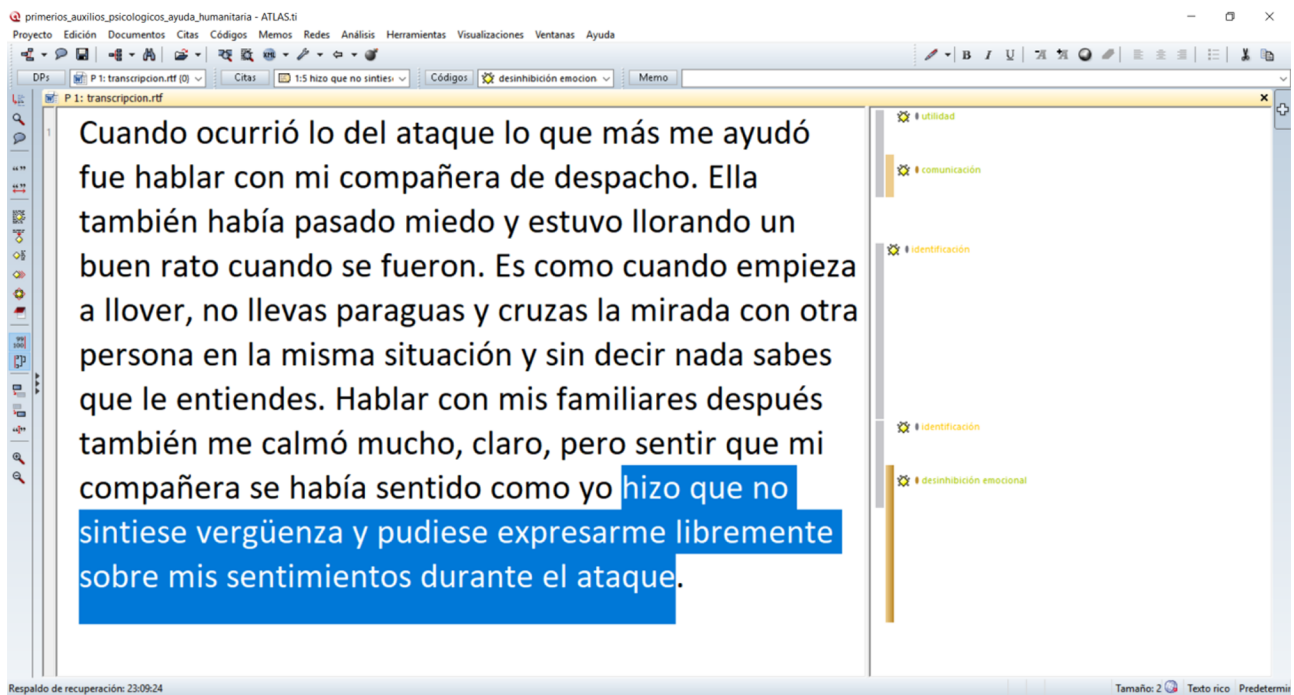 primerios_auxilios_psicologicos_ayuda_humanitaria - ATLAS.ti
Proyecto Edición Documentos Citas Códigos Memos Redes Análisis Herramientas Visualizaciones Ventanas Ayuda
B I U
DPs P 1: transcripcion.rtf (0) Citas 1:5 hizo que no sinties Códigos desinhibición emocion Memo
P 1: transcripcion.rtf
1
Cuando ocurrió lo del ataque lo que más me ayudó
fue hablar con mi compañera de despacho. Ella
también había pasado miedo y estuvo llorando un
buen rato cuando se fueron. Es como cuando empieza
a llover, no llevas paraguas y cruzas la mirada con otra
persona en la misma situación y sin decir nada sabes
que le entiendes. Hablar con mis familiares después
también me calmó mucho, claro, pero sentir que mi
compañera se había sentido como yo hizo que no
sintiese vergüenza y pudiese expresarme libremente
sobre mis sentimientos durante el ataque.
utilidad
comunicación
identificación
identificación
desinhibición emocional
Respaldo de recuperación: 23:09:24
Tamaño: 2 Texto rico Predetermi